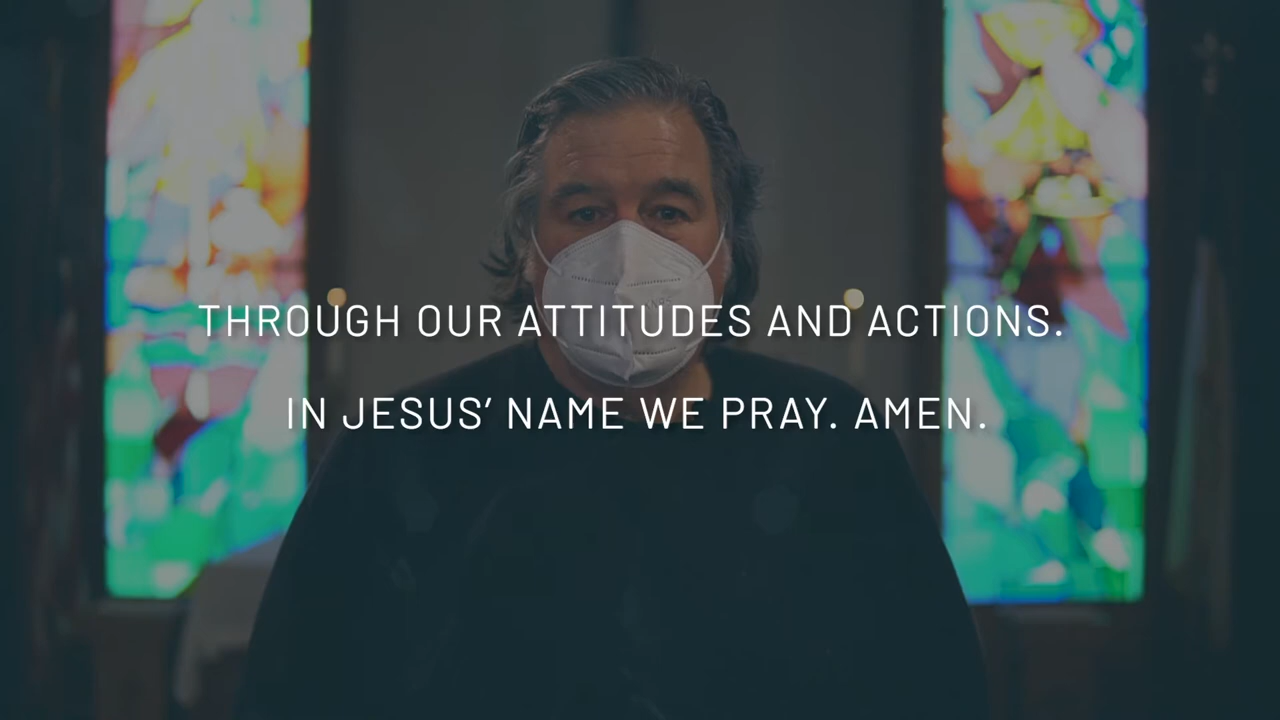 THROUGH OUR ATTITUDES AND ACTIONS.
IN JESUS’ NAME WE PRAY. AMEN.